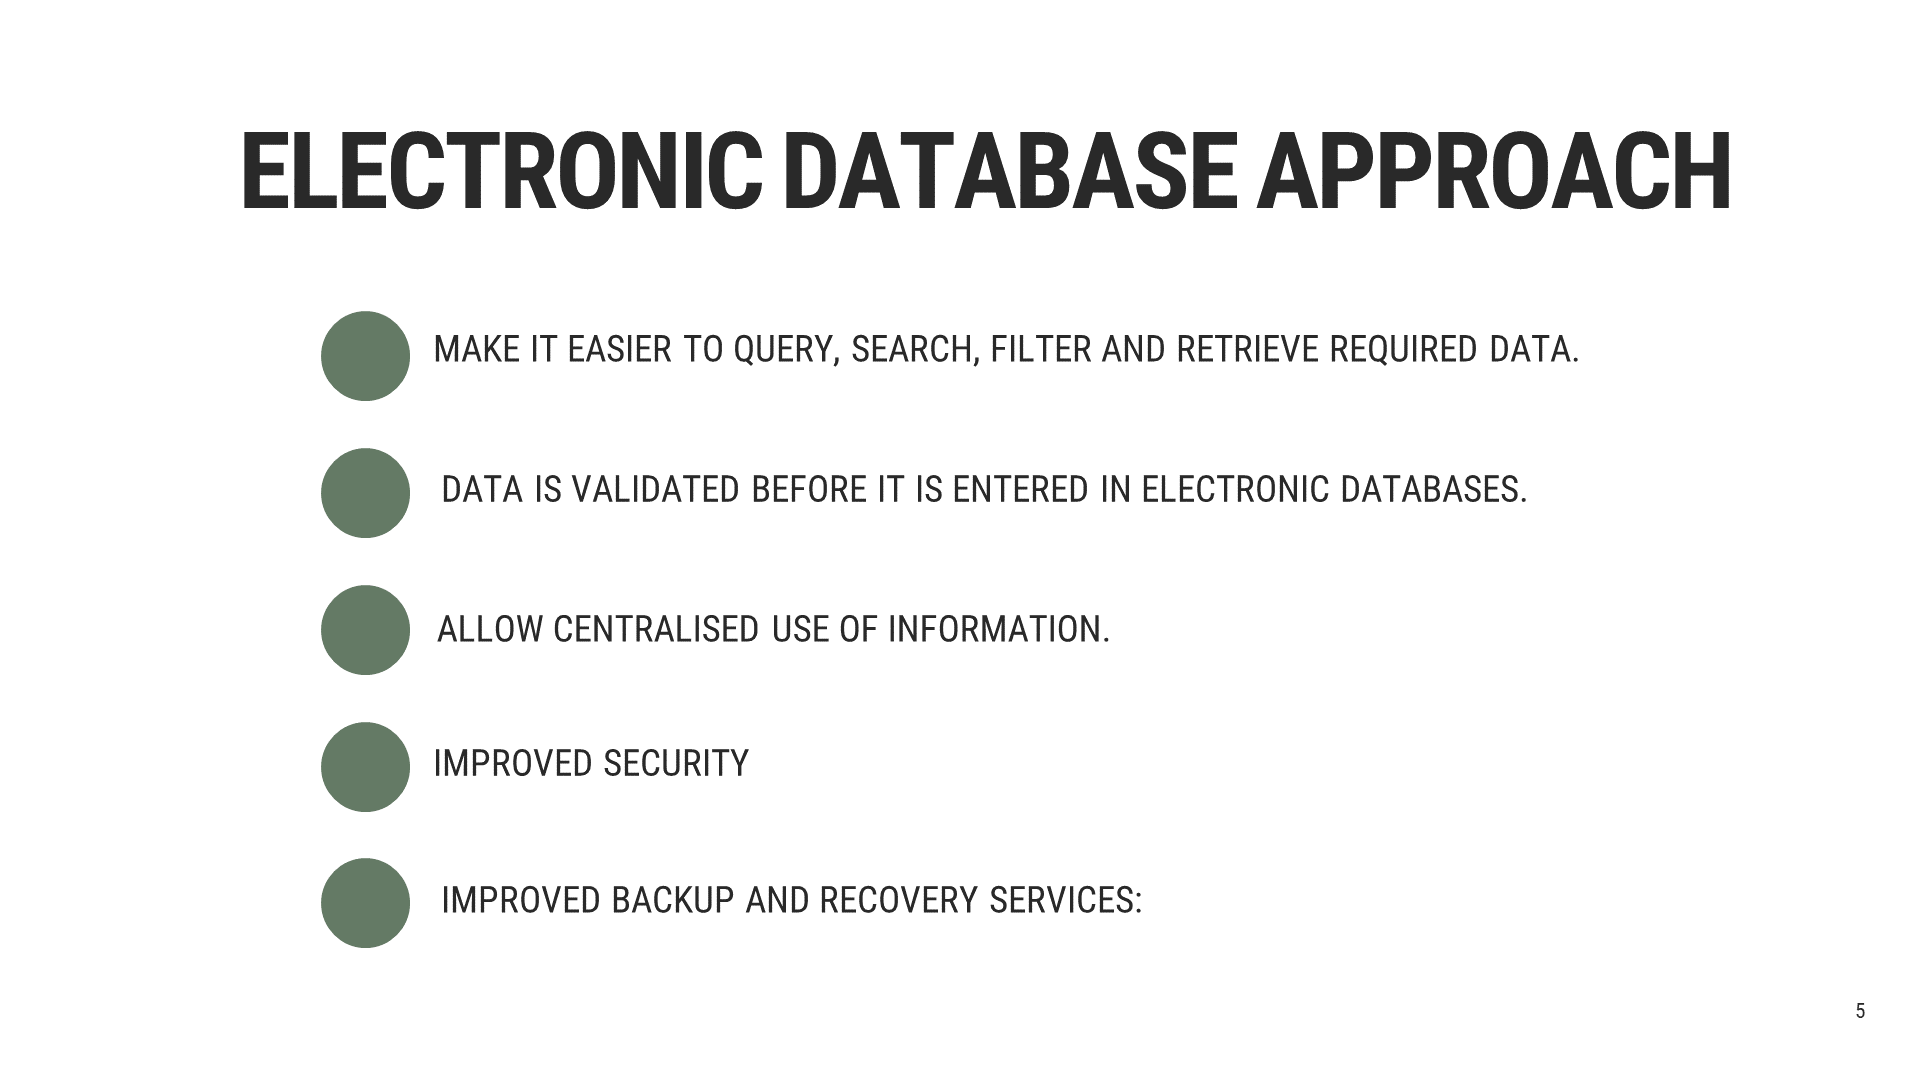 ELECTRONIC DATABASE APPROACH
MAKE IT EASIER TO QUERY, SEARCH, FILTER AND RETRIEVE REQUIRED DATA.
DATA IS VALIDATED BEFORE IT IS ENTERED IN ELECTRONIC DATABASES.
ALLOW CENTRALISED USE OF INFORMATION.
IMPROVED SECURITY
IMPROVED BACKUP AND RECOVERY SERVICES:
5